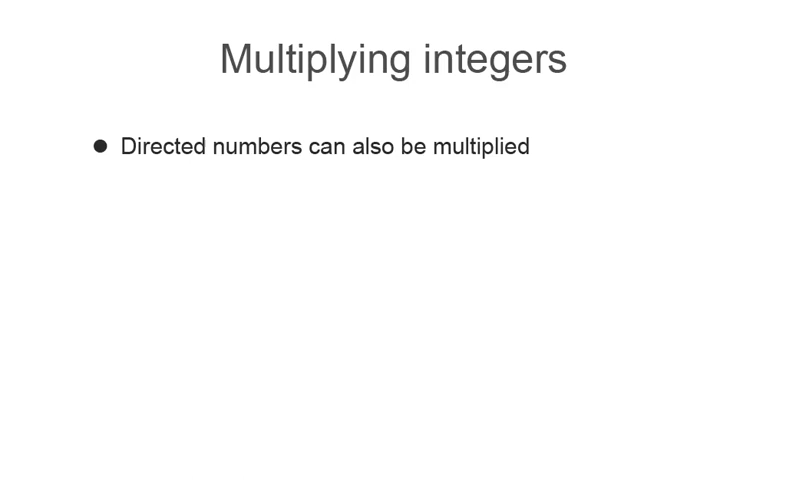 Multiplying integers
● Directed numbers can also be multiplied